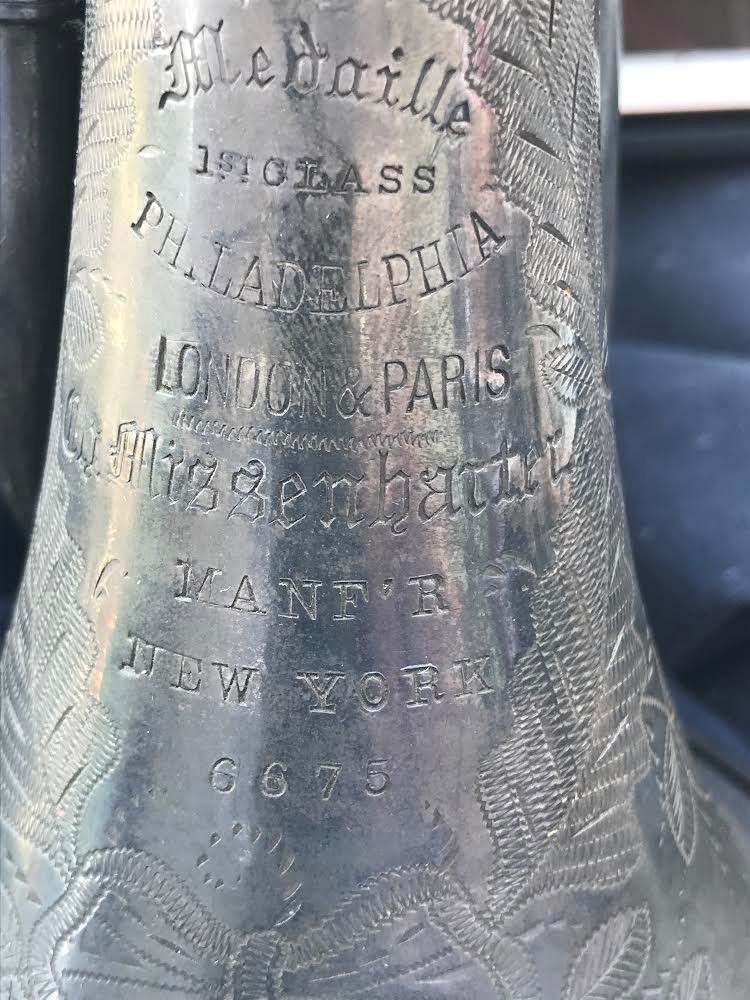 Medaille
1ST CLASS
PHILADELPHIA
LONDON & PARIS
Missenharter
MANF'R
NEW YORK
6675